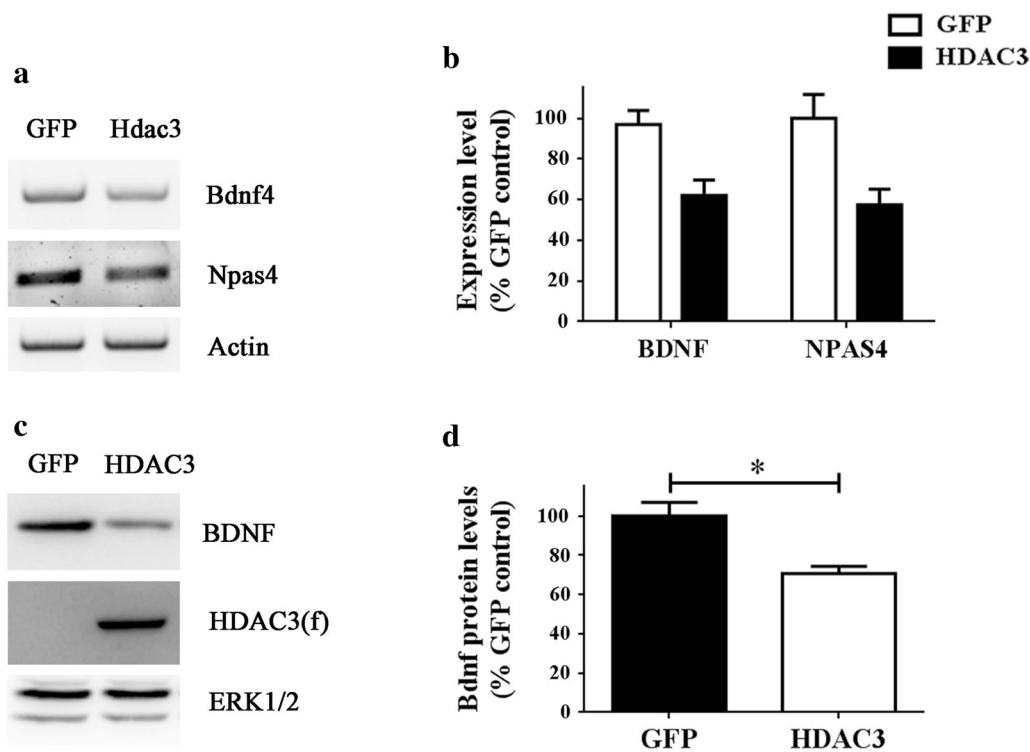 a
GFP Hdac3
Bdnf4
Npas4
Actin
b
GFP
HDAC3
Expression level
(% GFP control)
100
80
60
40
20
0
BDNF NPAS4
c
GFP HDAC3
BDNF
HDAC3(f)
ERK1/2
d
*
Bdnf protein levels
(% GFP control)
100
80
60
40
20
0
GFP HDAC3